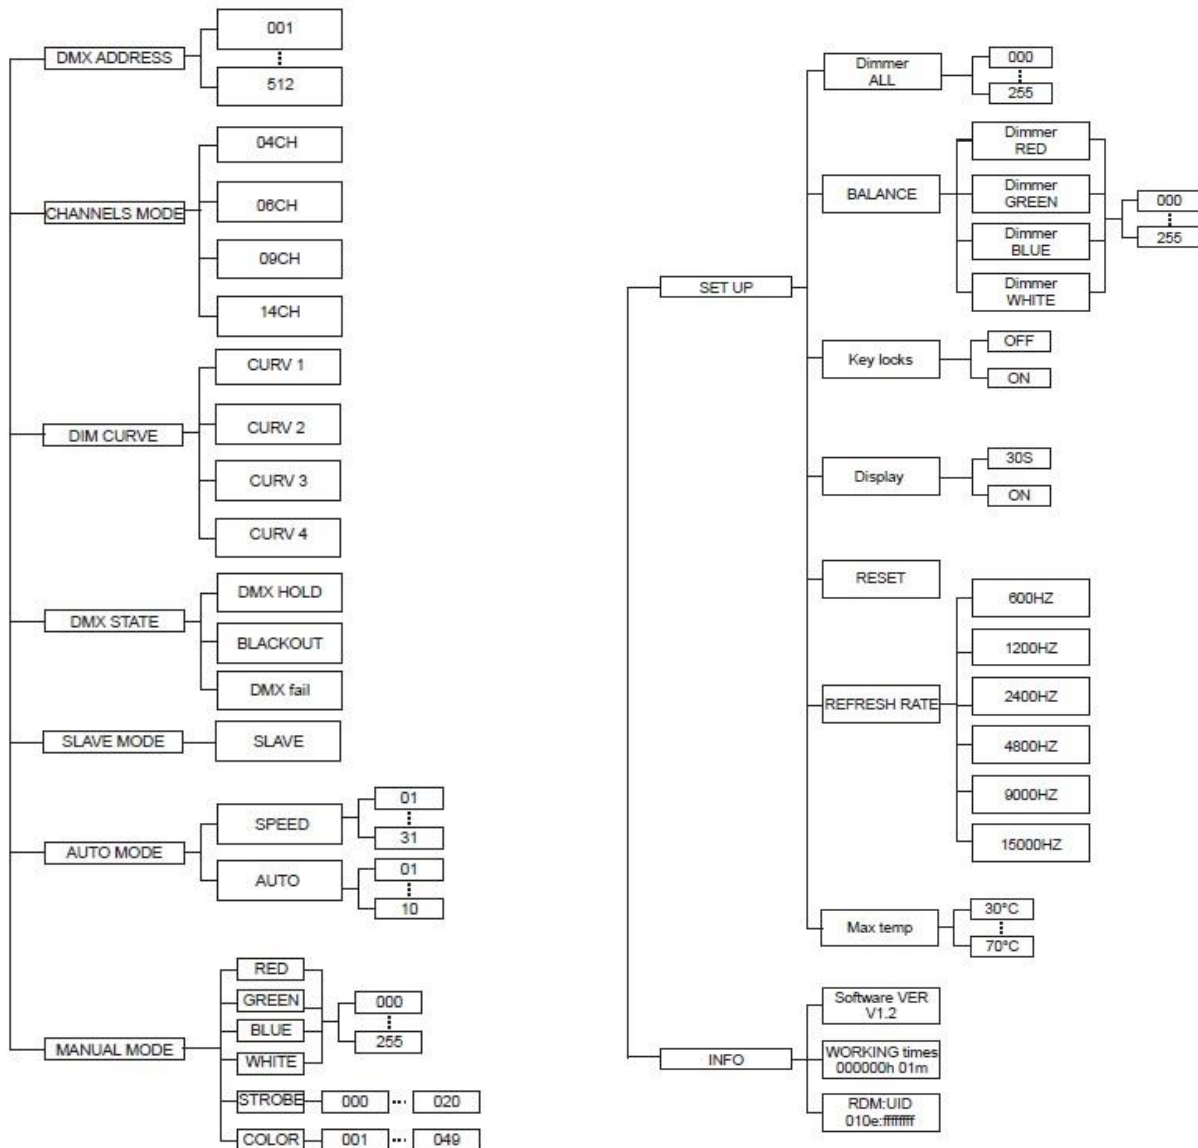 DMX ADDRESS
001
512
CHANNELS MODE
04CH
06CH
09CH
14CH
DIM CURVE
CURV 1
CURV 2
CURV 3
CURV 4
DMX STATE
DMX HOLD
BLACKOUT
DMX fail
SLAVE MODE
SLAVE
AUTO MODE
SPEED
01
31
AUTO
01
10
MANUAL MODE
RED
GREEN
BLUE
WHITE
000
255
STROBE
000
020
COLOR
001
049
SET UP
Dimmer
ALL
000
255
BALANCE
Dimmer
RED
Dimmer
GREEN
Dimmer
BLUE
Dimmer
WHITE
000
255
Key locks
OFF
ON
Display
30S
ON
RESET
REFRESH RATE
600HZ
1200HZ
2400HZ
4800HZ
9000HZ
15000HZ
Max temp
30°C
70°C
INFO
Software VER
V1.2
WORKING times
000000h 01m
RDM:UID
010e:ffffffff